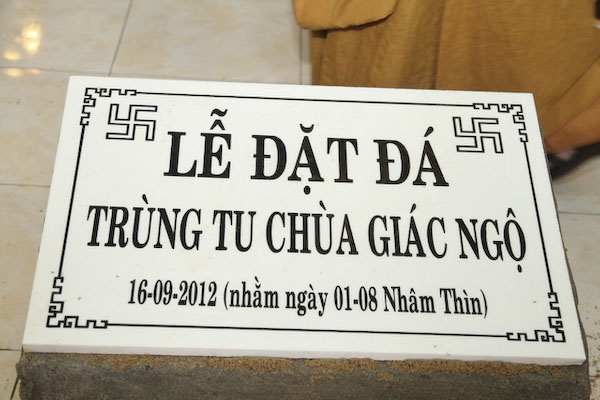 LỄ ĐẶT ĐÁ
TRÙNG TU CHÙA GIÁC NGỘ
16-09-2012 (nhằm ngày 01-08 Nhâm Thìn)